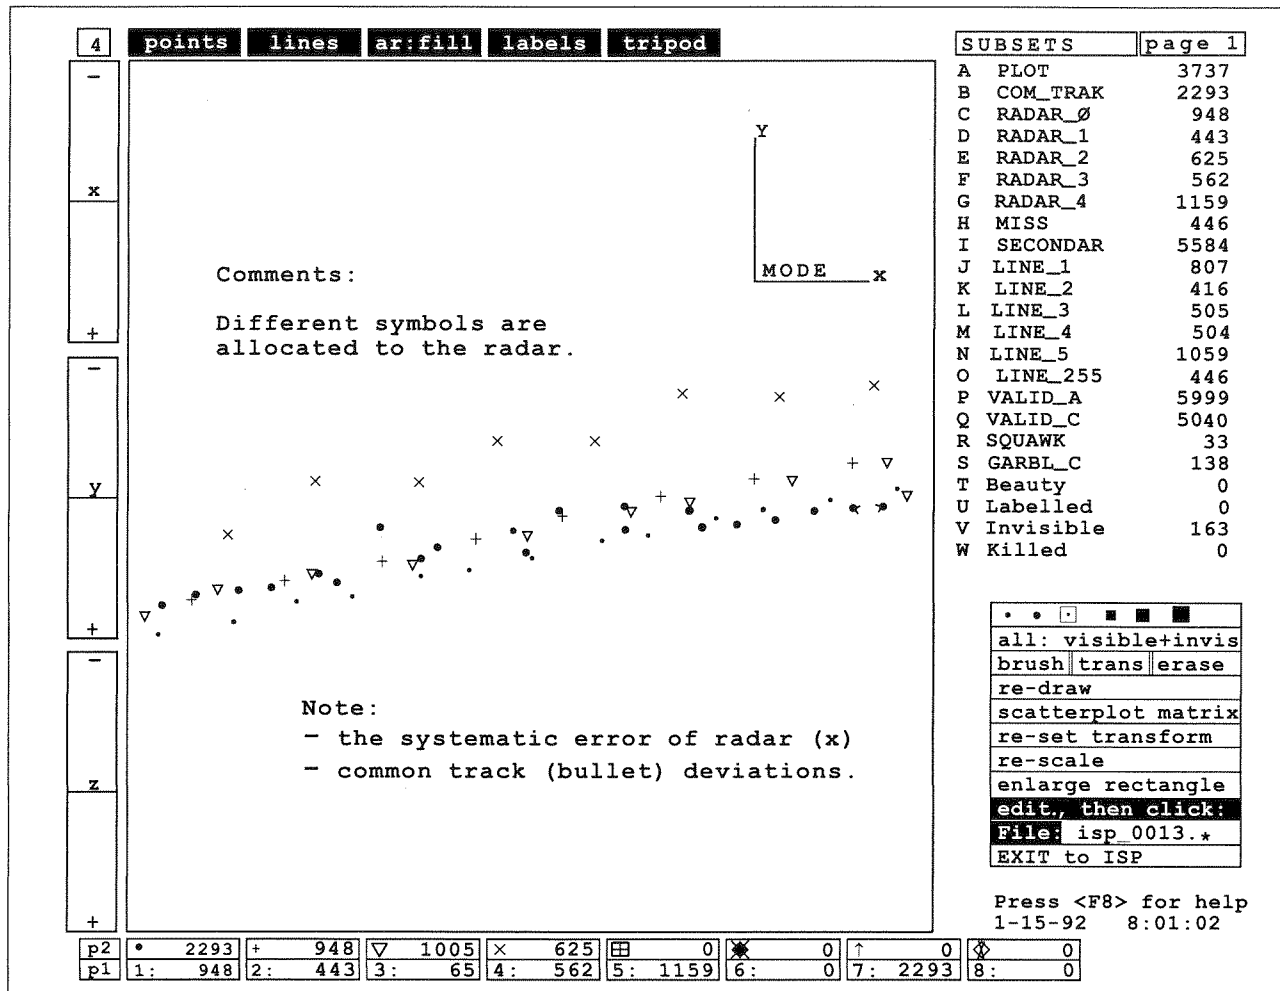 4 points lines ar:fill labels tripod
SUBSETS page 1
A PLOT 3737
B COM_TRAK 2293
C RADAR_Ø 948
D RADAR_1 443
E RADAR_2 625
F RADAR_3 562
G RADAR_4 1159
H MISS 446
I SECONDAR 5584
J LINE_1 807
K LINE_2 416
L LINE_3 505
M LINE_4 504
N LINE_5 1059
O LINE_255 446
P VALID_A 5999
Q VALID_C 5040
R SQUAWK 33
S GARBL_C 138
T Beauty 0
U Labelled 0
V Invisible 163
W Killed 0
−
x
+
−
y
+
−
z
+
Y
MODE x
Comments:
Different symbols are
allocated to the radar.
Note:
− the systematic error of radar (x)
− common track (bullet) deviations.
all: visible+invis
brush trans erase
re-draw
scatterplot matrix
re-set transform
re-scale
enlarge rectangle
edit., then click:
File: isp_0013.*
EXIT to ISP
Press <F8> for help
1-15-92 8:01:02
p2 • 2293 + 948 ▽ 1005 × 625 ⊞ 0 0 ↑ 0 0
p1 1: 948 2: 443 3: 65 4: 562 5: 1159 6: 0 7: 2293 8: 0